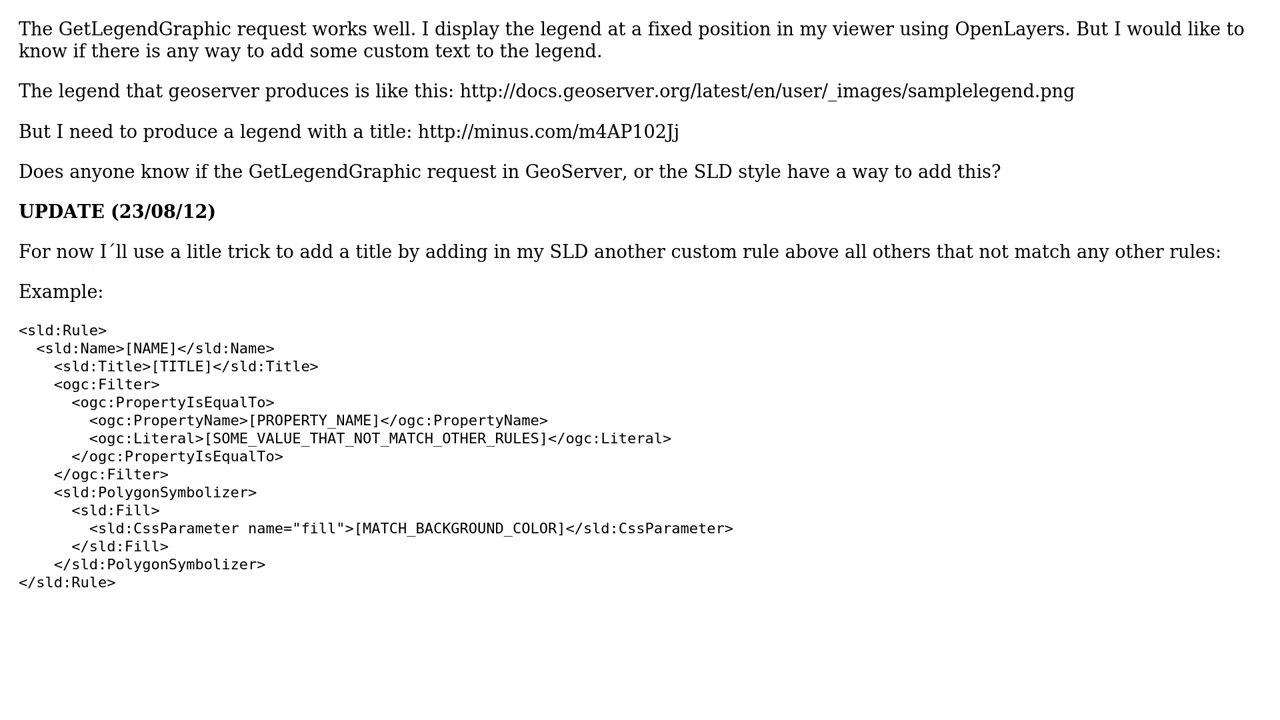 The GetLegendGraphic request works well. I display the legend at a fixed position in my viewer using OpenLayers. But I would like to
know if there is any way to add some custom text to the legend.
The legend that geoserver produces is like this: http://docs.geoserver.org/latest/en/user/_images/samplelegend.png
But I need to produce a legend with a title: http://minus.com/m4AP102Jj
Does anyone know if the GetLegendGraphic request in GeoServer, or the SLD style have a way to add this?
UPDATE (23/08/12)
For now I´ll use a litle trick to add a title by adding in my SLD another custom rule above all others that not match any other rules:
Example:
<sld:Rule>
  <sld:Name>[NAME]</sld:Name>
    <sld:Title>[TITLE]</sld:Title>
    <ogc:Filter>
      <ogc:PropertyIsEqualTo>
        <ogc:PropertyName>[PROPERTY_NAME]</ogc:PropertyName>
        <ogc:Literal>[SOME_VALUE_THAT_NOT_MATCH_OTHER_RULES]</ogc:Literal>
      </ogc:PropertyIsEqualTo>
    </ogc:Filter>
    <sld:PolygonSymbolizer>
      <sld:Fill>
        <sld:CssParameter name="fill">[MATCH_BACKGROUND_COLOR]</sld:CssParameter>
      </sld:Fill>
    </sld:PolygonSymbolizer>
</sld:Rule>